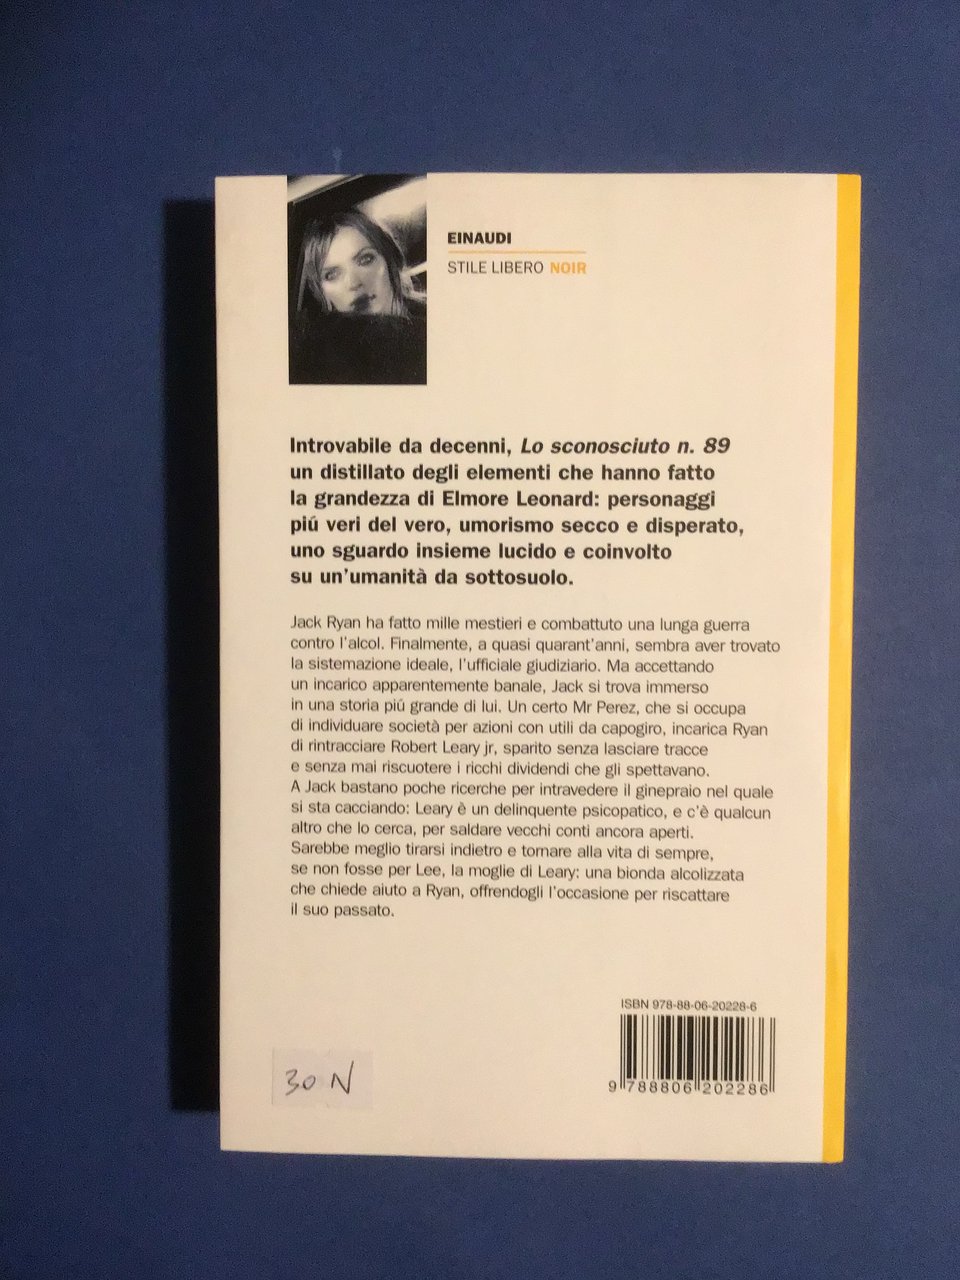 EINAUDI
STILE LIBERO NOIR
Introvabile da decenni, Lo sconosciuto n. 89
un distillato degli elementi che hanno fatto
la grandezza di Elmore Leonard: personaggi
piú veri del vero, umorismo secco e disperato,
uno sguardo insieme lucido e coinvolto
su un'umanità da sottosuolo.
Jack Ryan ha fatto mille mestieri e combattuto una lunga guerra
contro l'alcol. Finalmente, a quasi quarant'anni, sembra aver trovato
la sistemazione ideale, l'ufficiale giudiziario. Ma accettando
un incarico apparentemente banale, Jack si trova immerso
in una storia piú grande di lui. Un certo Mr Perez, che si occupa
di individuare società per azioni con utili da capogiro, incarica Ryan
di rintracciare Robert Leary jr, sparito senza lasciare tracce
e senza mai riscuotere i ricchi dividendi che gli spettavano.
A Jack bastano poche ricerche per intravedere il ginepraio nel quale
si sta cacciando: Leary è un delinquente psicopatico, e c'è qualcun
altro che lo cerca, per saldare vecchi conti ancora aperti.
Sarebbe meglio tirarsi indietro e tornare alla vita di sempre,
se non fosse per Lee, la moglie di Leary: una bionda alcolizzata
che chiede aiuto a Ryan, offrendogli l'occasione per riscattare
il suo passato.
ISBN 978-88-06-20228-6
9 788806 202286
30 N